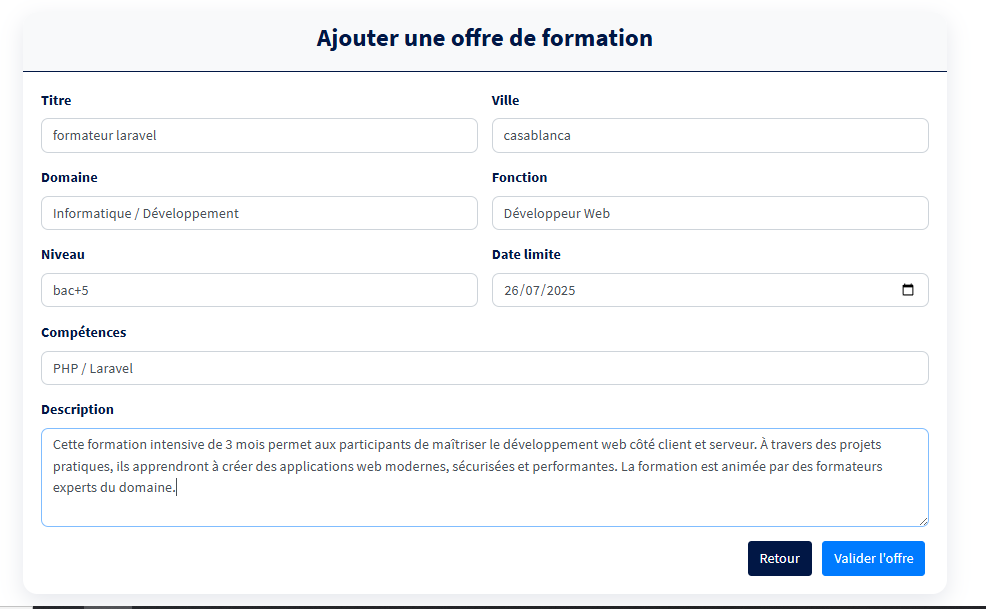 Ajouter une offre de formation
Titre
Ville
formateur laravel
casablanca
Domaine
Fonction
Informatique / Développement
Développeur Web
Niveau
Date limite
bac+5
26/07/2025
Compétences
PHP / Laravel
Description
Cette formation intensive de 3 mois permet aux participants de maîtriser le développement web côté client et serveur. À travers des projets
pratiques, ils apprendront à créer des applications web modernes, sécurisées et performantes. La formation est animée par des formateurs
experts du domaine.
Retour
Valider l'offre